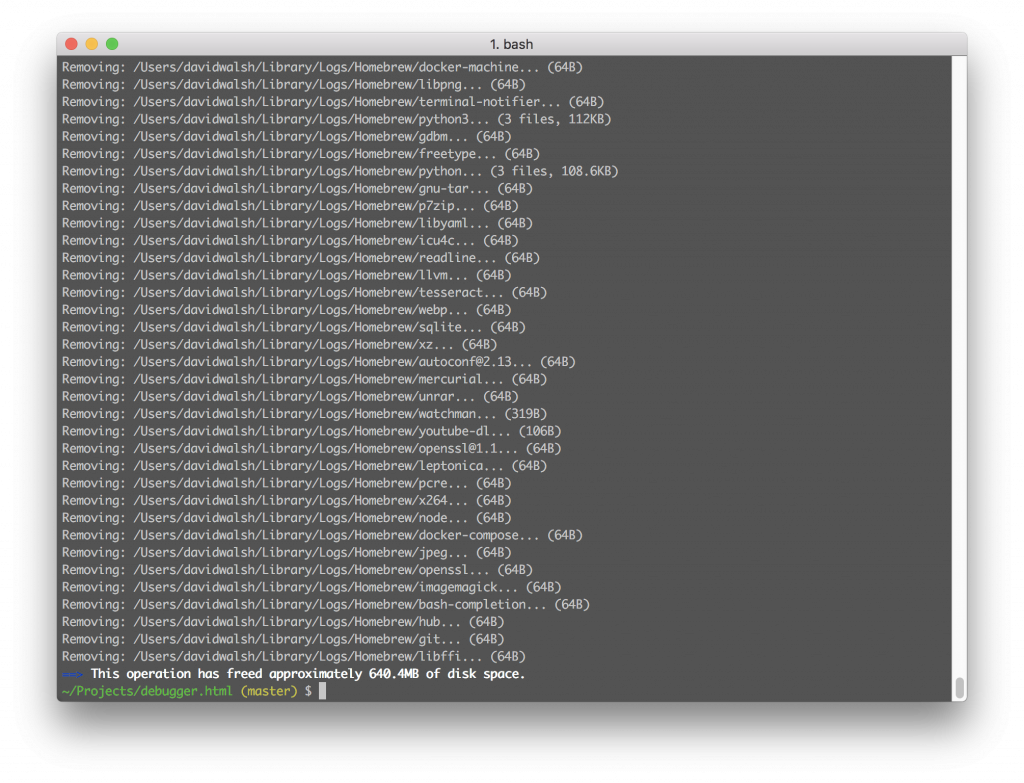 1. bash
Removing: /Users/davidwalsh/Library/Logs/Homebrew/docker-machine... (64B)
Removing: /Users/davidwalsh/Library/Logs/Homebrew/libpng... (64B)
Removing: /Users/davidwalsh/Library/Logs/Homebrew/terminal-notifier... (64B)
Removing: /Users/davidwalsh/Library/Logs/Homebrew/python3... (3 files, 112KB)
Removing: /Users/davidwalsh/Library/Logs/Homebrew/gdbm... (64B)
Removing: /Users/davidwalsh/Library/Logs/Homebrew/freetype... (64B)
Removing: /Users/davidwalsh/Library/Logs/Homebrew/python... (3 files, 108.6KB)
Removing: /Users/davidwalsh/Library/Logs/Homebrew/gnu-tar... (64B)
Removing: /Users/davidwalsh/Library/Logs/Homebrew/p7zip... (64B)
Removing: /Users/davidwalsh/Library/Logs/Homebrew/libyaml... (64B)
Removing: /Users/davidwalsh/Library/Logs/Homebrew/icu4c... (64B)
Removing: /Users/davidwalsh/Library/Logs/Homebrew/readline... (64B)
Removing: /Users/davidwalsh/Library/Logs/Homebrew/llvm... (64B)
Removing: /Users/davidwalsh/Library/Logs/Homebrew/tesseract... (64B)
Removing: /Users/davidwalsh/Library/Logs/Homebrew/webp... (64B)
Removing: /Users/davidwalsh/Library/Logs/Homebrew/sqlite... (64B)
Removing: /Users/davidwalsh/Library/Logs/Homebrew/xz... (64B)
Removing: /Users/davidwalsh/Library/Logs/Homebrew/autoconf@2.13... (64B)
Removing: /Users/davidwalsh/Library/Logs/Homebrew/mercurial... (64B)
Removing: /Users/davidwalsh/Library/Logs/Homebrew/unrar... (64B)
Removing: /Users/davidwalsh/Library/Logs/Homebrew/watchman... (319B)
Removing: /Users/davidwalsh/Library/Logs/Homebrew/youtube-dl... (106B)
Removing: /Users/davidwalsh/Library/Logs/Homebrew/openssl@1.1... (64B)
Removing: /Users/davidwalsh/Library/Logs/Homebrew/leptonica... (64B)
Removing: /Users/davidwalsh/Library/Logs/Homebrew/pcre... (64B)
Removing: /Users/davidwalsh/Library/Logs/Homebrew/x264... (64B)
Removing: /Users/davidwalsh/Library/Logs/Homebrew/node... (64B)
Removing: /Users/davidwalsh/Library/Logs/Homebrew/docker-compose... (64B)
Removing: /Users/davidwalsh/Library/Logs/Homebrew/jpeg... (64B)
Removing: /Users/davidwalsh/Library/Logs/Homebrew/openssl... (64B)
Removing: /Users/davidwalsh/Library/Logs/Homebrew/imagemagick... (64B)
Removing: /Users/davidwalsh/Library/Logs/Homebrew/bash-completion... (64B)
Removing: /Users/davidwalsh/Library/Logs/Homebrew/hub... (64B)
Removing: /Users/davidwalsh/Library/Logs/Homebrew/git... (64B)
Removing: /Users/davidwalsh/Library/Logs/Homebrew/libffi... (64B)
==> This operation has freed approximately 640.4MB of disk space.
~/Projects/debugger.html (master) $